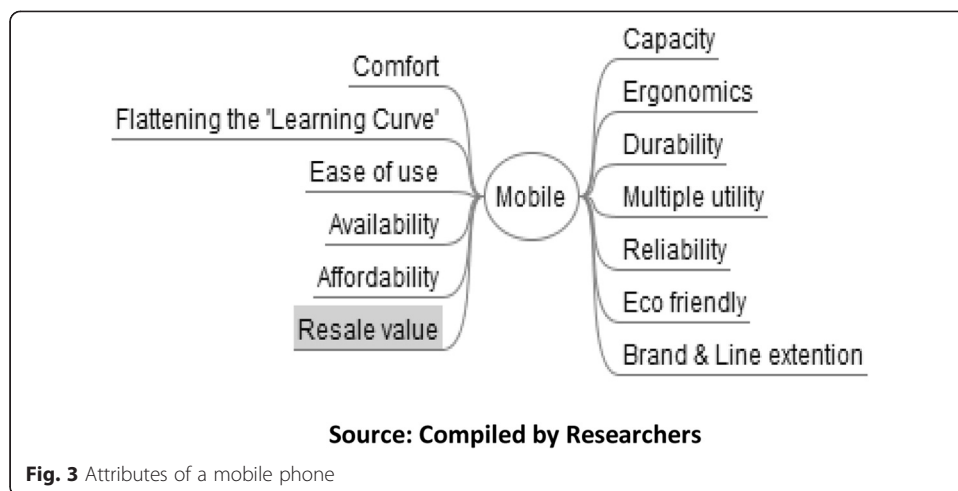 Comfort
Flattening the 'Learning Curve'
Ease of use
Availability
Affordability
Resale value
Mobile
Capacity
Ergonomics
Durability
Multiple utility
Reliability
Eco friendly
Brand & Line extention
Source: Compiled by Researchers
Fig. 3 Attributes of a mobile phone